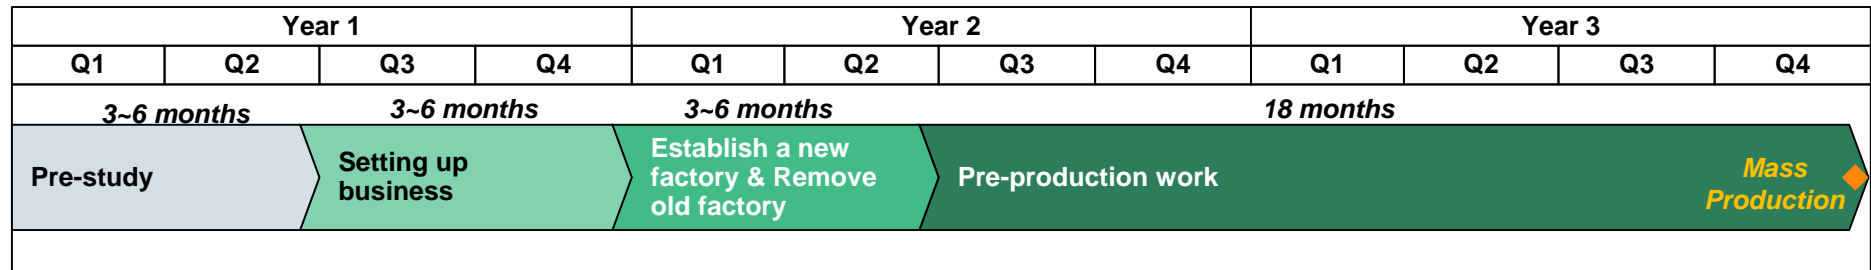 Year 1 Year 2 Year 3
Q1 Q2 Q3 Q4 Q1 Q2 Q3 Q4 Q1 Q2 Q3 Q4
3~6 months 3~6 months 3~6 months 18 months
Pre-study
Setting up
business
Establish a new
factory & Remove
old factory
Pre-production work
Mass
Production